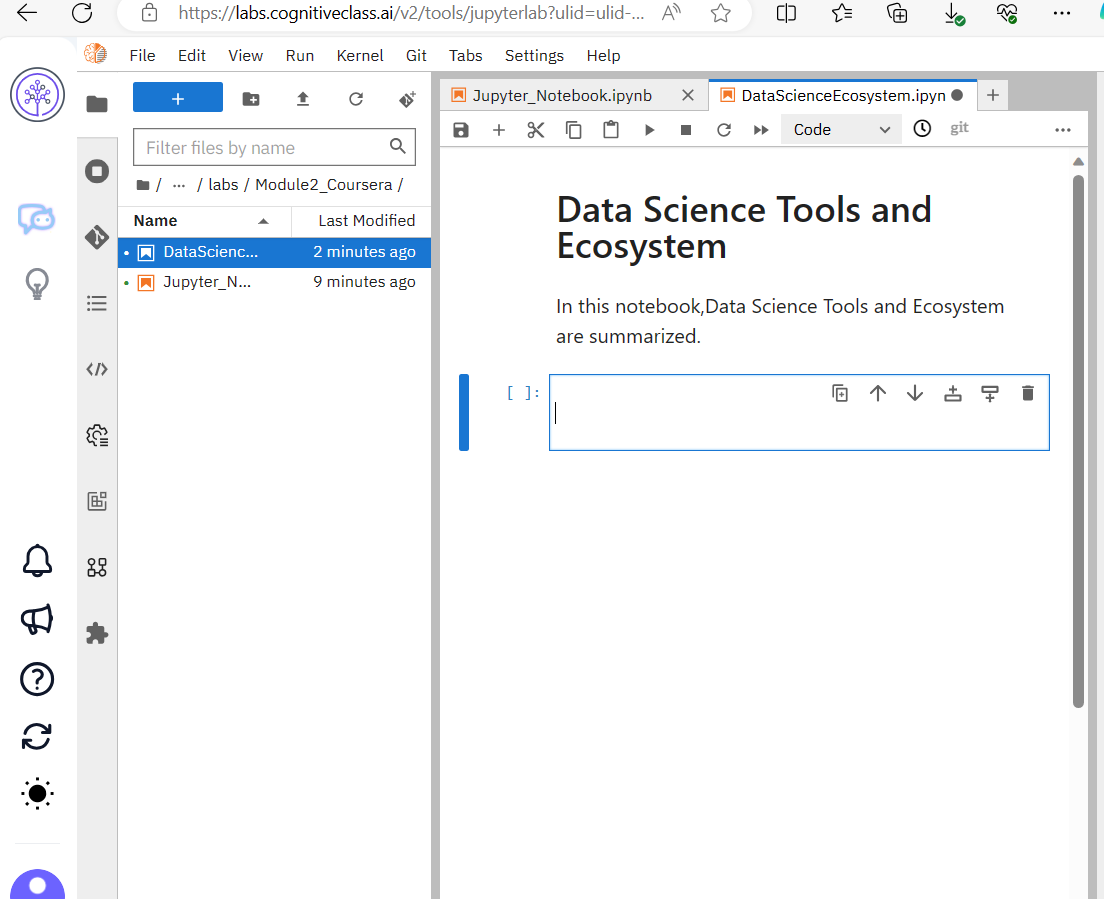 https://labs.cognitiveclass.ai/v2/tools/jupyterlab?ulid=ulid-...
File Edit View Run Kernel Git Tabs Settings Help
+
Jupyter_Notebook.ipynb
DataScienceEcosystem.ipyn
+
Code
git
Filter files by name
/ ... / labs / Module2_Coursera /
Name Last Modified
DataScienc... 2 minutes ago
Jupyter_N... 9 minutes ago
Data Science Tools and
Ecosystem
In this notebook,Data Science Tools and Ecosystem
are summarized.
[ ]: